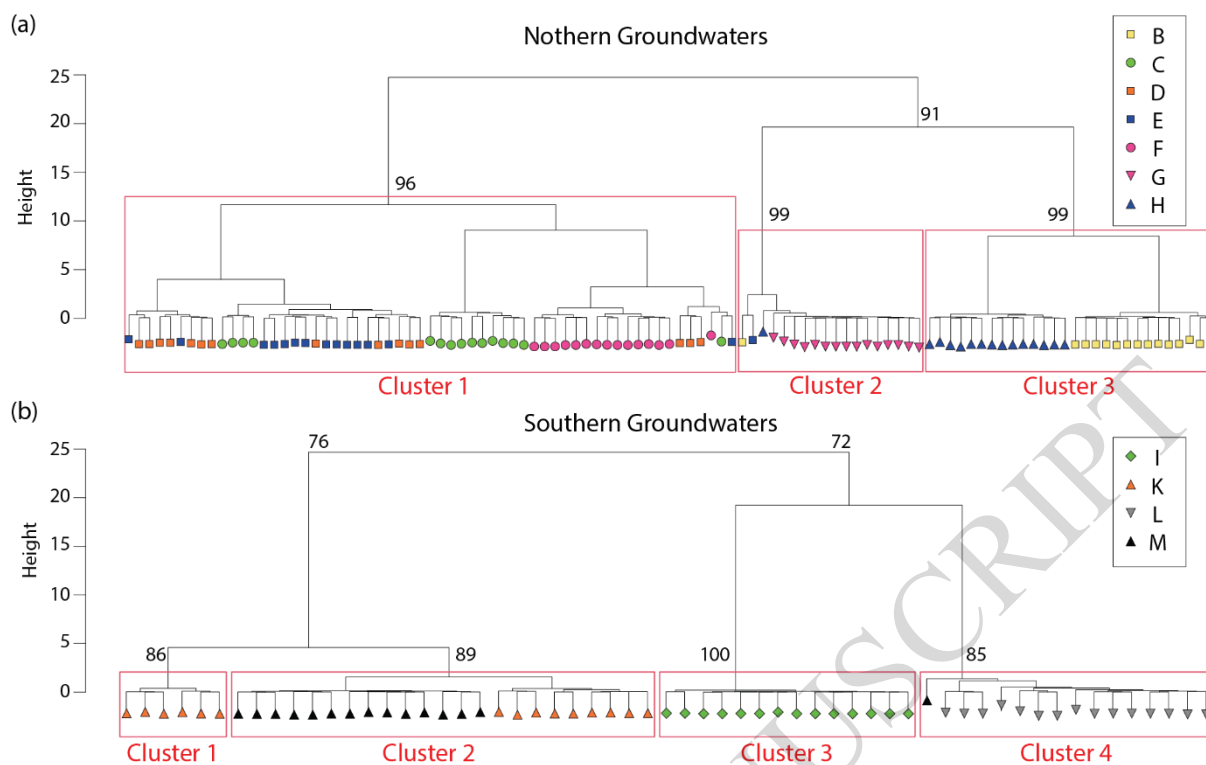 (a)
Nothern Groundwaters
B
C
D
E
F
G
H
25
20
15
10
5
0
Height
91
96
99
99
Cluster 1
Cluster 2
Cluster 3
(b)
Southern Groundwaters
I
K
L
M
25
20
15
10
5
0
Height
76
72
86
89
100
85
Cluster 1
Cluster 2
Cluster 3
Cluster 4
USCRIPT